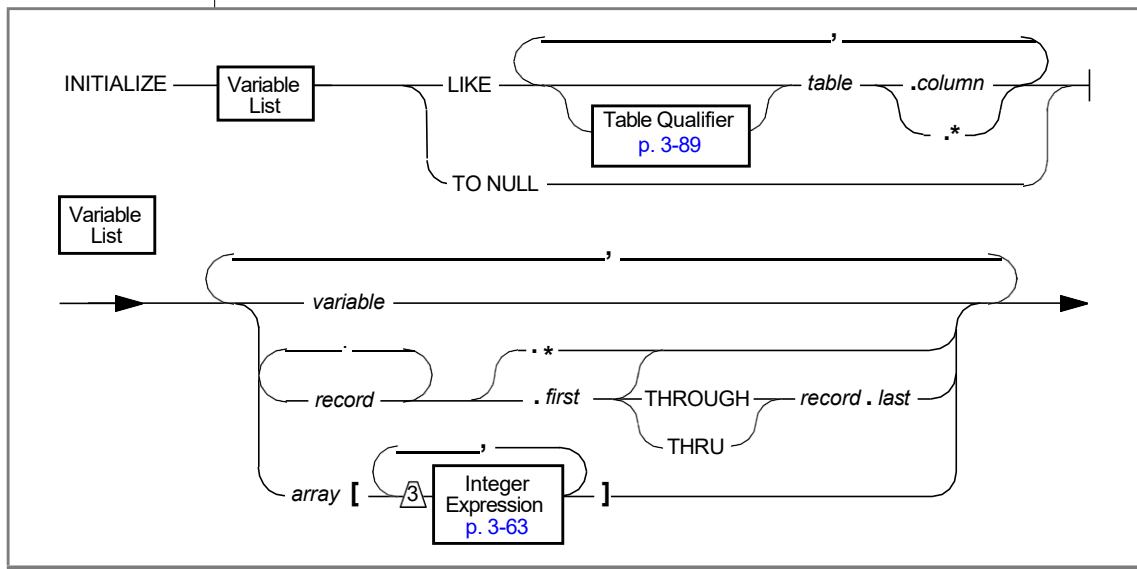 ,
INITIALIZE Variable List LIKE table .column
Table Qualifier
p. 3-89
.*
TO NULL
Variable
List
,
variable
. .*
record .first THROUGH record . last
THRU
,
array [ 3 Integer Expression ]
p. 3-63